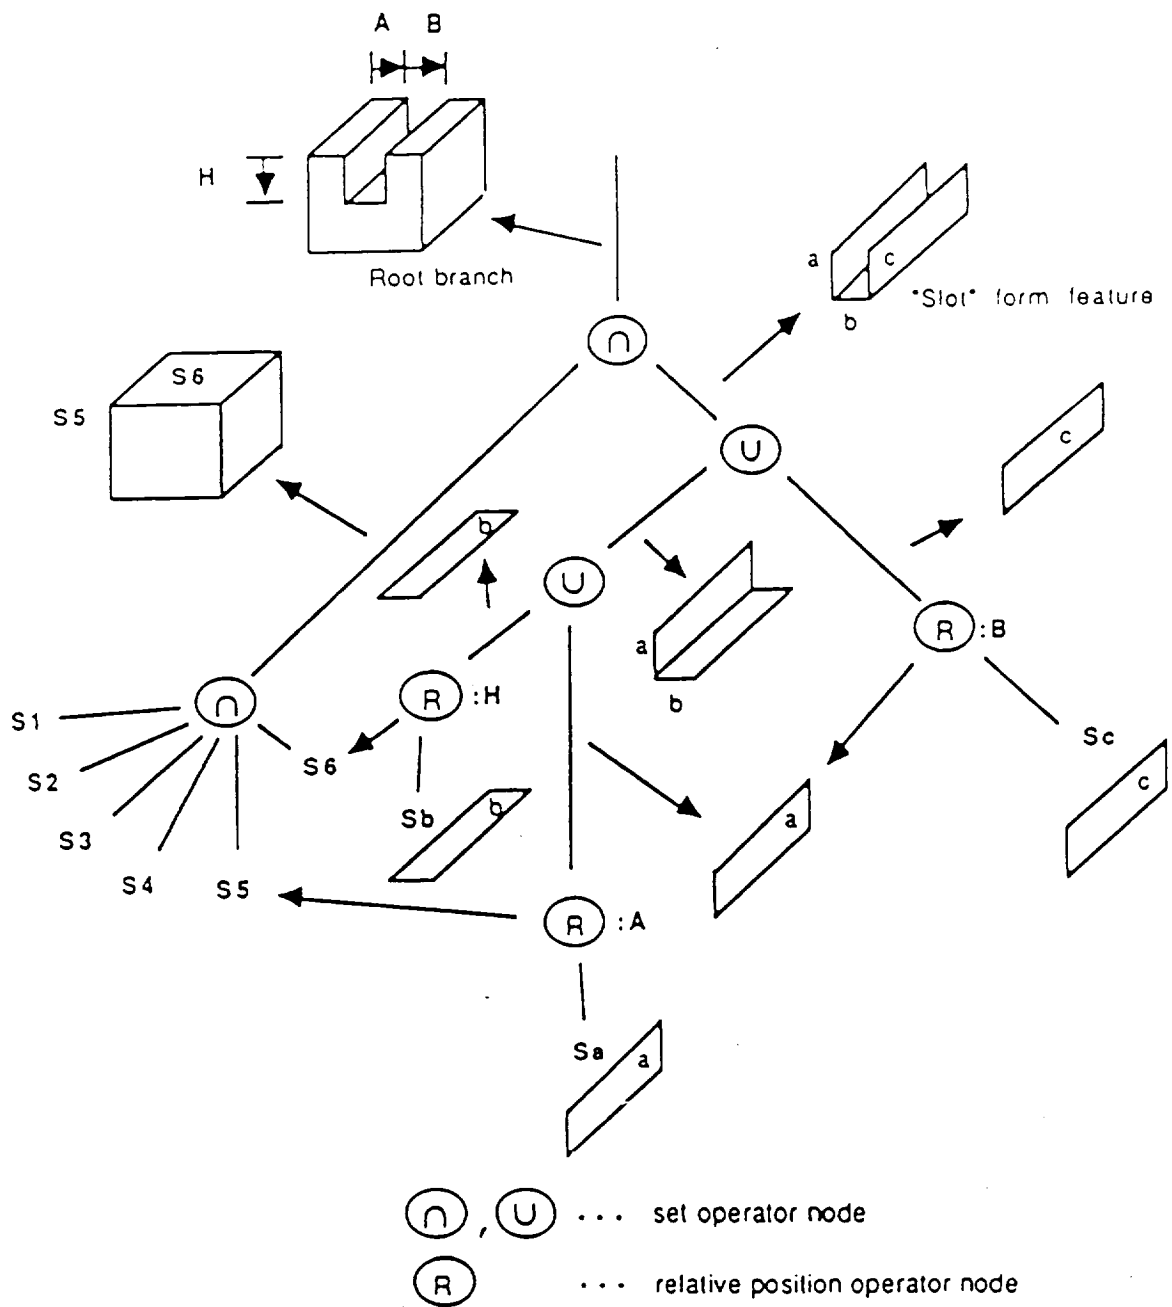 A B
H
Root branch
a c
"Slot" form feature
b
∩
S6
S5
c
∪
b
∪
R :B
a
b
∩
R :H
S1
S6
Sc
S2
c
Sb b
a
S3
S4 S5
R :A
Sa a
∩ , ∪ ... set operator node
R ... relative position operator node